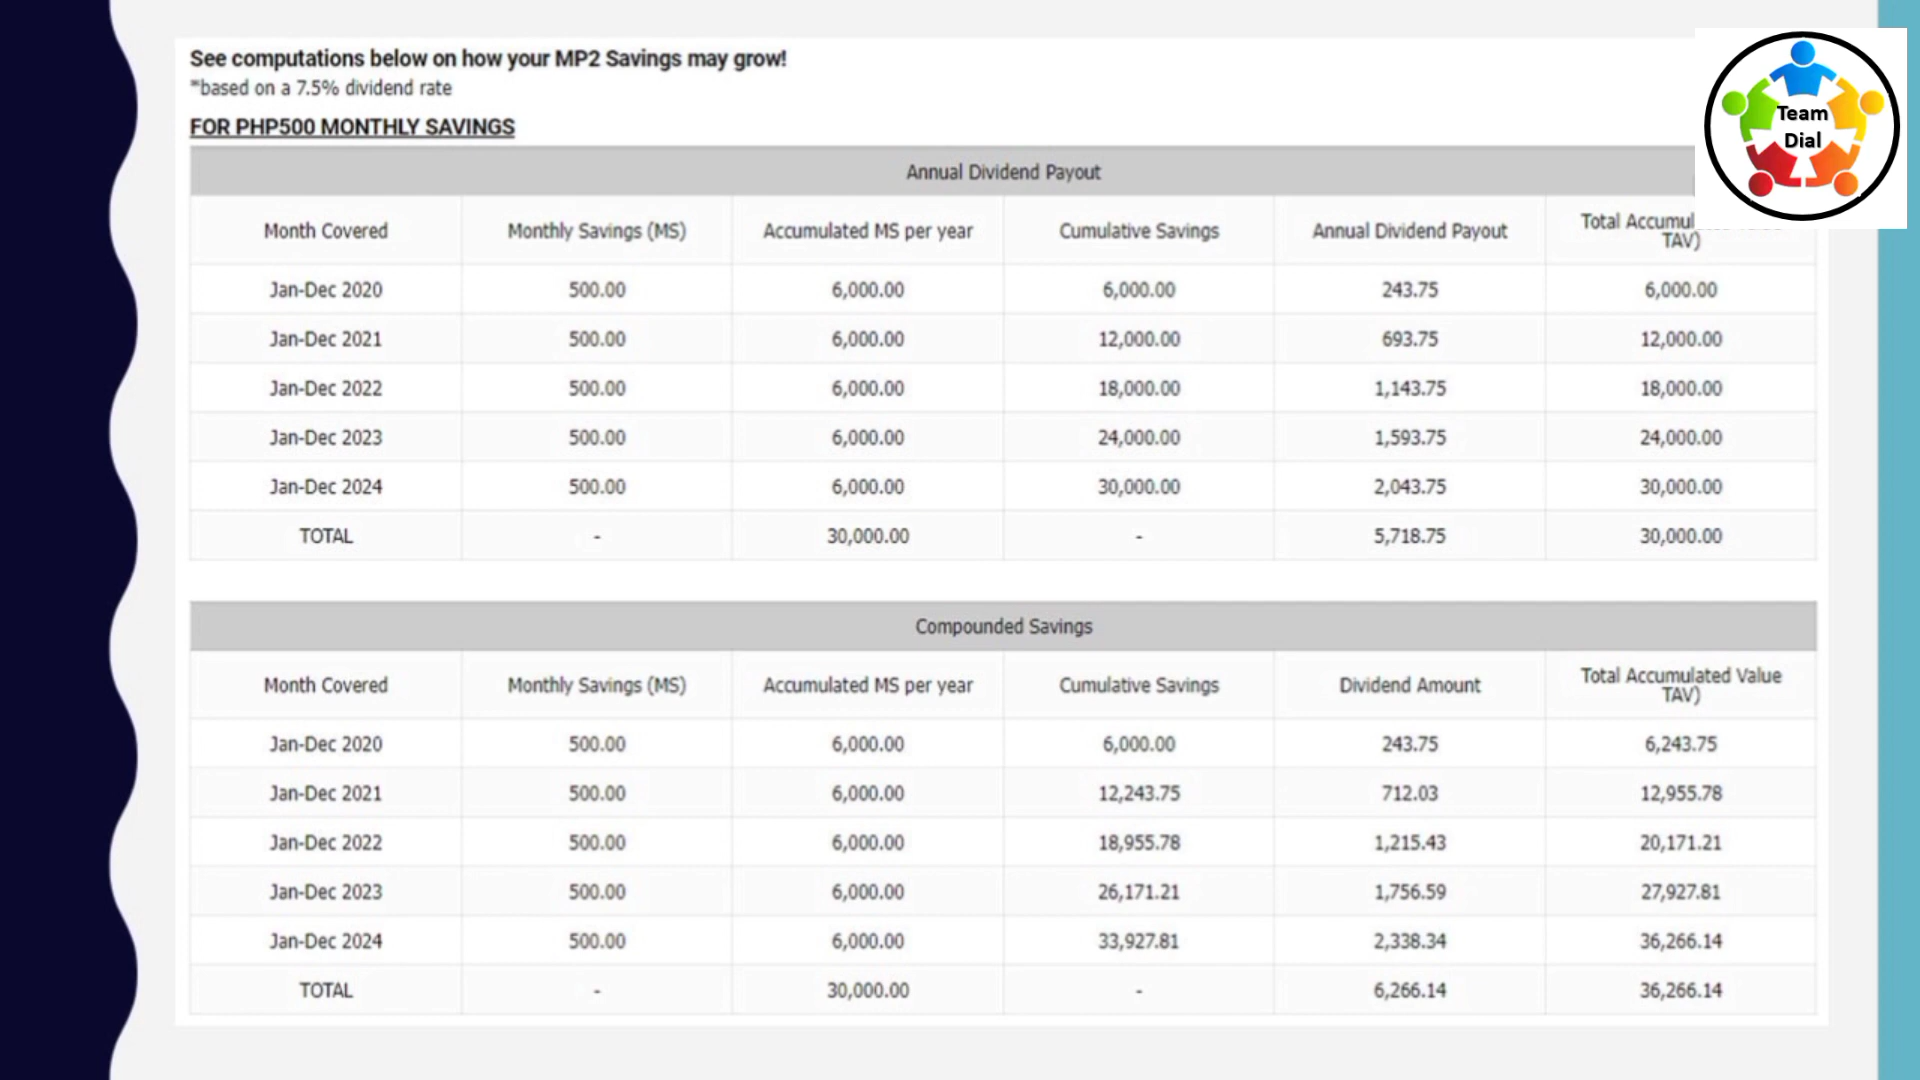 See computations below on how your MP2 Savings may grow!
*based on a 7.5% dividend rate
FOR PHP500 MONTHLY SAVINGS
Team
Dial
Annual Dividend Payout
Month Covered Monthly Savings (MS) Accumulated MS per year Cumulative Savings Annual Dividend Payout Total Accumul
TAV)
Jan-Dec 2020 500.00 6,000.00 6,000.00 243.75 6,000.00
Jan-Dec 2021 500.00 6,000.00 12,000.00 693.75 12,000.00
Jan-Dec 2022 500.00 6,000.00 18,000.00 1,143.75 18,000.00
Jan-Dec 2023 500.00 6,000.00 24,000.00 1,593.75 24,000.00
Jan-Dec 2024 500.00 6,000.00 30,000.00 2,043.75 30,000.00
TOTAL - 30,000.00 - 5,718.75 30,000.00
Compounded Savings
Month Covered Monthly Savings (MS) Accumulated MS per year Cumulative Savings Dividend Amount Total Accumulated Value
TAV)
Jan-Dec 2020 500.00 6,000.00 6,000.00 243.75 6,243.75
Jan-Dec 2021 500.00 6,000.00 12,243.75 712.03 12,955.78
Jan-Dec 2022 500.00 6,000.00 18,955.78 1,215.43 20,171.21
Jan-Dec 2023 500.00 6,000.00 26,171.21 1,756.59 27,927.81
Jan-Dec 2024 500.00 6,000.00 33,927.81 2,338.34 36,266.14
TOTAL - 30,000.00 - 6,266.14 36,266.14